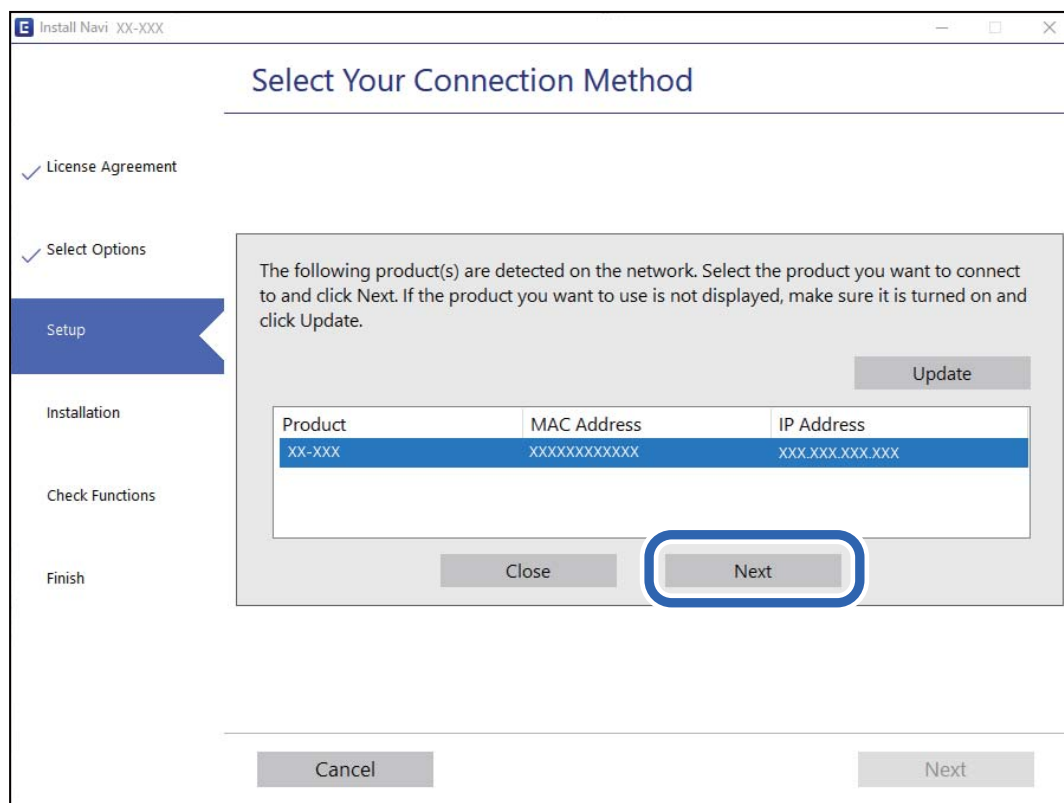 E Install Navi XX-XXX
Select Your Connection Method
License Agreement
Select Options
Setup
Installation
Check Functions
Finish
The following product(s) are detected on the network. Select the product you want to connect
to and click Next. If the product you want to use is not displayed, make sure it is turned on and
click Update.
Update
Product MAC Address IP Address
XX-XXX XXXXXXXXXXXX XXX.XXX.XXX.XXX
Close Next
Cancel Next